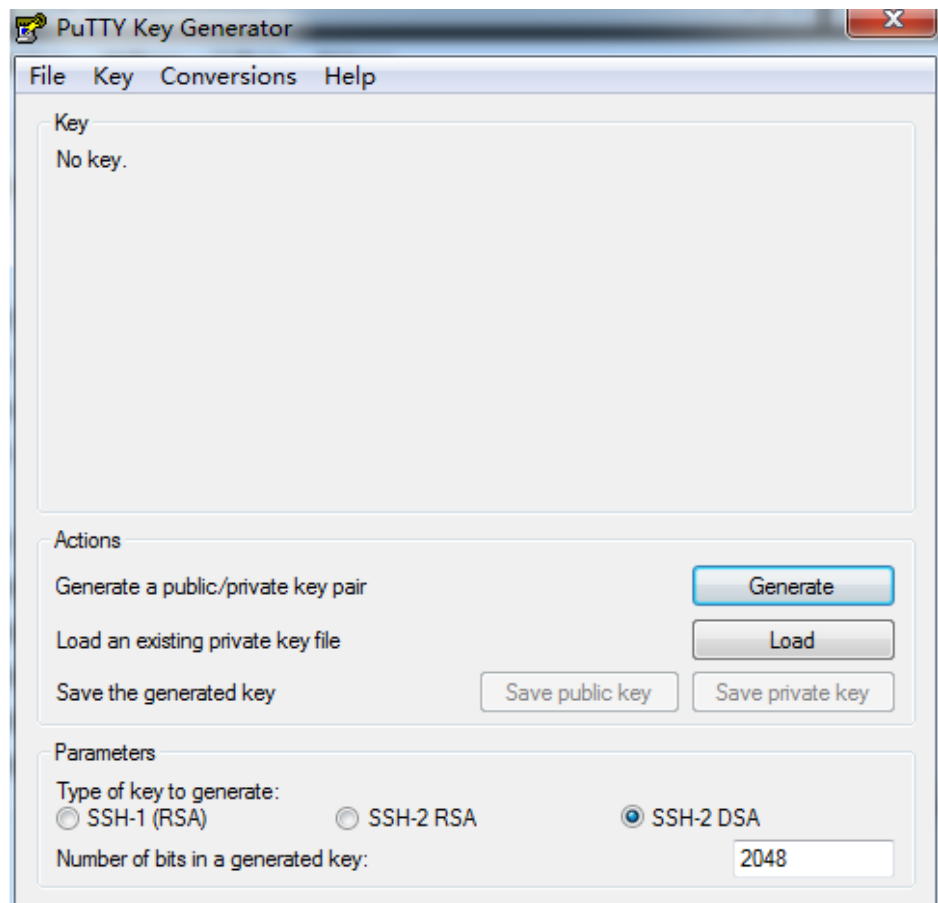 PuTTY Key Generator
File Key Conversions Help
Key
No key.
Actions
Generate a public/private key pair Generate
Load an existing private key file Load
Save the generated key Save public key Save private key
Parameters
Type of key to generate:
SSH-1 (RSA) SSH-2 RSA SSH-2 DSA
Number of bits in a generated key: 2048